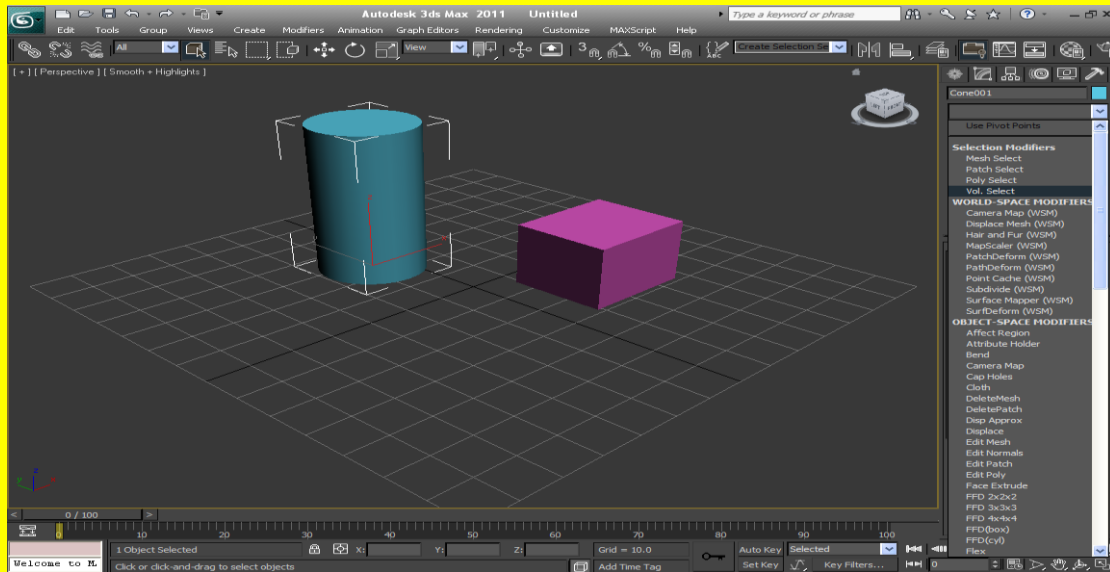 Autodesk 3ds Max 2011 Untitled
Type a keyword or phrase
Edit Tools Group Views Create Modifiers Animation Graph Editors Rendering Customize MAXScript Help
All
View
3
ABC
Create Selection Se
[ + ] [ Perspective ] [ Smooth + Highlights ]
LEFT FRONT
Cone001
Use Pivot Points
Selection Modifiers
Mesh Select
Patch Select
Poly Select
Vol. Select
WORLD-SPACE MODIFIERS
Camera Map (WSM)
Displace Mesh (WSM)
Hair and Fur (WSM)
MapScaler (WSM)
PatchDeform (WSM)
PathDeform (WSM)
Point Cache (WSM)
Subdivide (WSM)
Surface Mapper (WSM)
SurfDeform (WSM)
OBJECT-SPACE MODIFIERS
Affect Region
Attribute Holder
Bend
Camera Map
Cap Holes
Cloth
DeleteMesh
DeletePatch
Disp Approx
Displace
Edit Mesh
Edit Normals
Edit Patch
Edit Poly
Face Extrude
FFD 2x2x2
FFD 3x3x3
FFD 4x4x4
FFD(box)
FFD(cyl)
Flex
z
y
x
< 0 / 100 >
0 10 20 30 40 50 60 70 80 90 100
1 Object Selected X: Y: Z: Grid = 10.0 Auto Key Selected
Welcome to M. Click or click-and-drag to select objects Add Time Tag Set Key Key Filters... 0